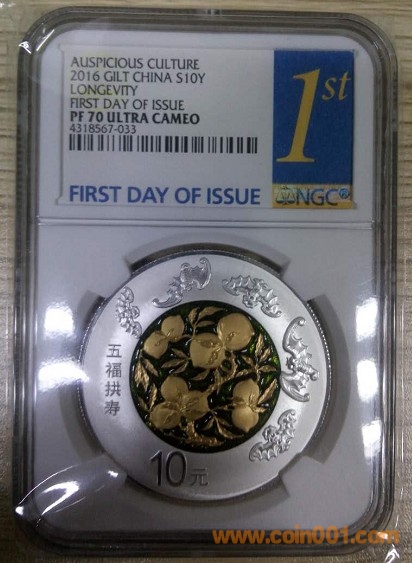 AUSPICIOUS CULTURE
2016 GILT CHINA S10Y
LONGEVITY
FIRST DAY OF ISSUE
PF 70 ULTRA CAMEO
4318567-033
1st
FIRST DAY OF ISSUE
NGC®
五福拱寿
10元
www.coin001.com